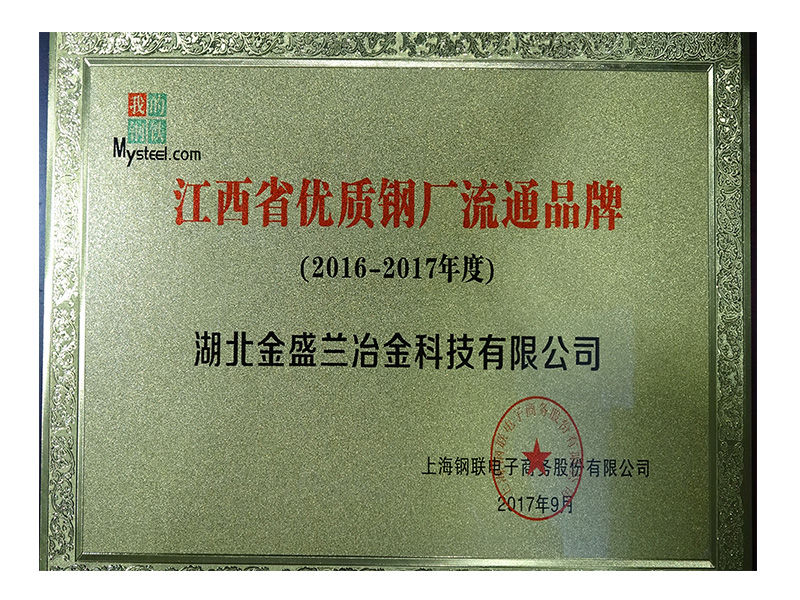 我的
钢铁
Mysteel.com
江西省优质钢厂流通品牌
(2016-2017年度)
湖北金盛兰冶金科技有限公司
上海钢联电子商务股份有限公司
2017年9月